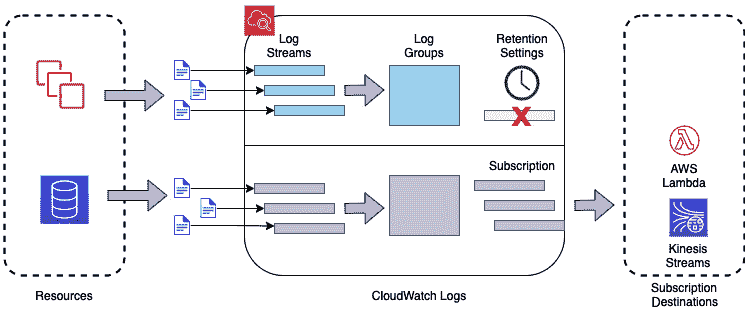 Log
Streams
Log
Groups
Retention
Settings
Subscription
AWS
Lambda
Kinesis
Streams
Resources
CloudWatch Logs
Subscription
Destinations